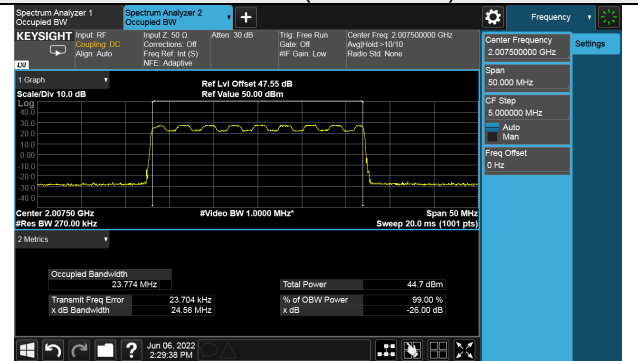 Spectrum Analyzer 1
Occupied BW
Spectrum Analyzer 2
Occupied BW
Frequency
KEYSIGHT
Input: RF
Coupling: DC
Align: Auto
Input Z: 50 Ω
Corrections: Off
Freq Ref: Int (S)
NFE: Adaptive
Atten: 30 dB
Trig: Free Run
Gate: Off
#IF Gain: Low
Center Freq: 2.007500000 GHz
Avg|Hold:>10/10
Radio Std: None
LXI
Center Frequency
2.007500000 GHz
Settings
Span
50.000 MHz
CF Step
5.000000 MHz
Auto
Man
Freq Offset
0 Hz
1 Graph
Scale/Div 10.0 dB
Ref Lvl Offset 47.55 dB
Ref Value 50.00 dBm
Log
40.0
30.0
20.0
10.0
0.00
-10.0
-20.0
-30.0
-40.0
Center 2.00750 GHz
#Res BW 270.00 kHz
#Video BW 1.0000 MHz*
Span 50 MHz
Sweep 20.0 ms (1001 pts)
2 Metrics
Occupied Bandwidth
23.774 MHz
Total Power 44.7 dBm
Transmit Freq Error 23.704 kHz
% of OBW Power 99.00 %
x dB Bandwidth 24.58 MHz
x dB -26.00 dB
?
Jun 06, 2022
2:29:38 PM